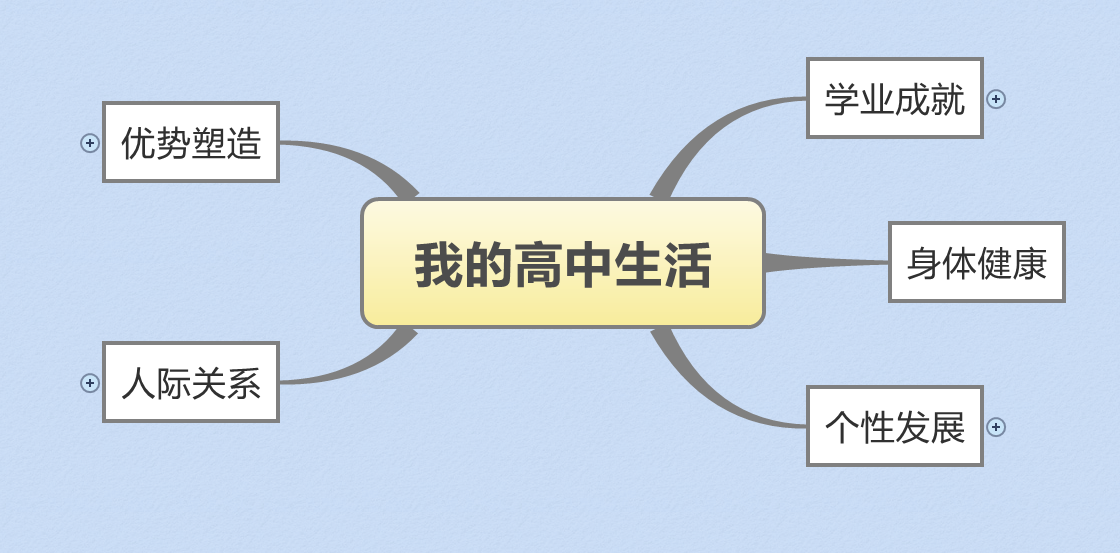 学业成就
优势塑造
我的高中生活
身体健康
人际关系
个性发展